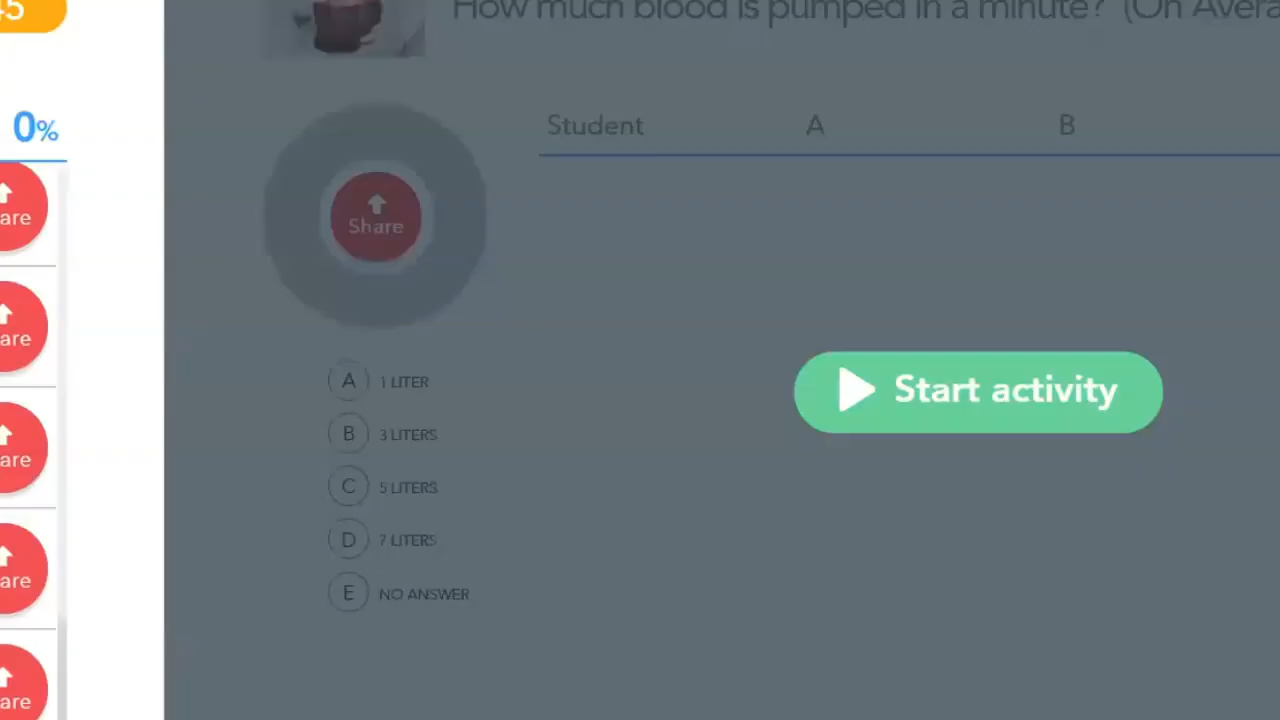 45
How much blood is pumped in a minute? (On Avera
0%
Student A B
are
Share
are
A 1 LITER
Start activity
B 3 LITERS
are
C 5 LITERS
D 7 LITERS
are
E NO ANSWER
are